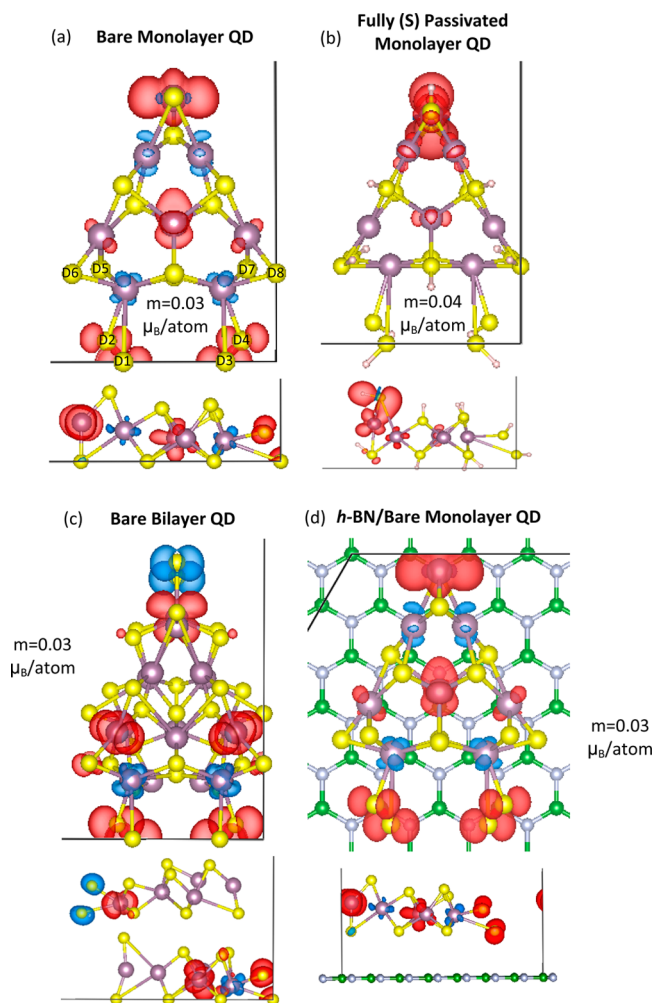 (a) Bare Monolayer QD
(b) Fully (S) Passivated
Monolayer QD
D6
D5
D7
D8
m=0.03
μB/atom
D2
D4
D1
D3
m=0.04
μB/atom
(c) Bare Bilayer QD
m=0.03
μB/atom
(d) h-BN/Bare Monolayer QD
m=0.03
μB/atom